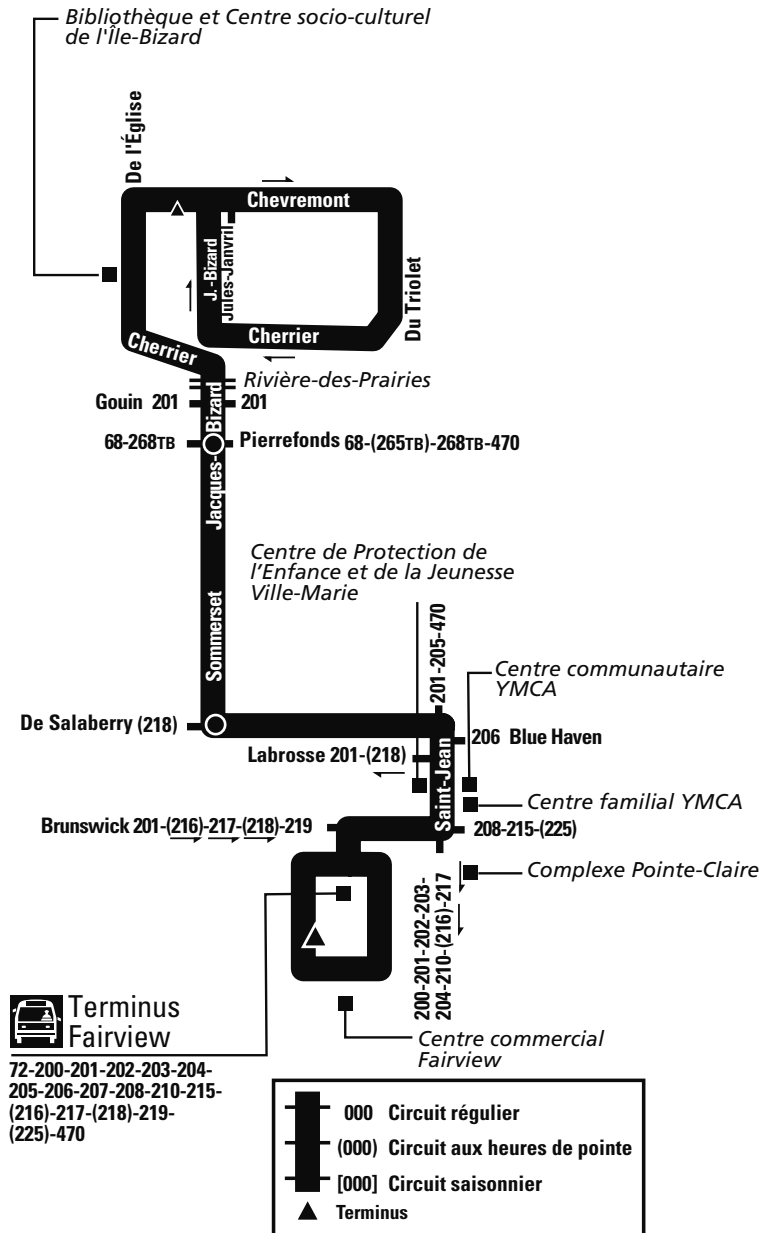 Bibliothèque et Centre socio-culturel
de l'Île-Bizard
De l'Église
Chevremont
J.-Bizard
Jules-Janvril
Du Triolet
Cherrier
Cherrier
Rivière-des-Prairies
Gouin 201
201
68-268TB
Pierrefonds 68-(265TB)-268TB-470
Jacques-Bizard
Centre de Protection de
l'Enfance et de la Jeunesse
Ville-Marie
Sommerset
201-205-470
Centre communautaire
YMCA
De Salaberry (218)
206 Blue Haven
Labrosse 201-(218)
Saint-Jean
Centre familial YMCA
Brunswick 201-(216)-217-(218)-219
208-215-(225)
Complexe Pointe-Claire
200-201-202-203-
204-210-(216)-217
Terminus
Fairview
Centre commercial
Fairview
72-200-201-202-203-204-
205-206-207-208-210-215-
(216)-217-(218)-219-
(225)-470
000 Circuit régulier
(000) Circuit aux heures de pointe
[000] Circuit saisonnier
Terminus